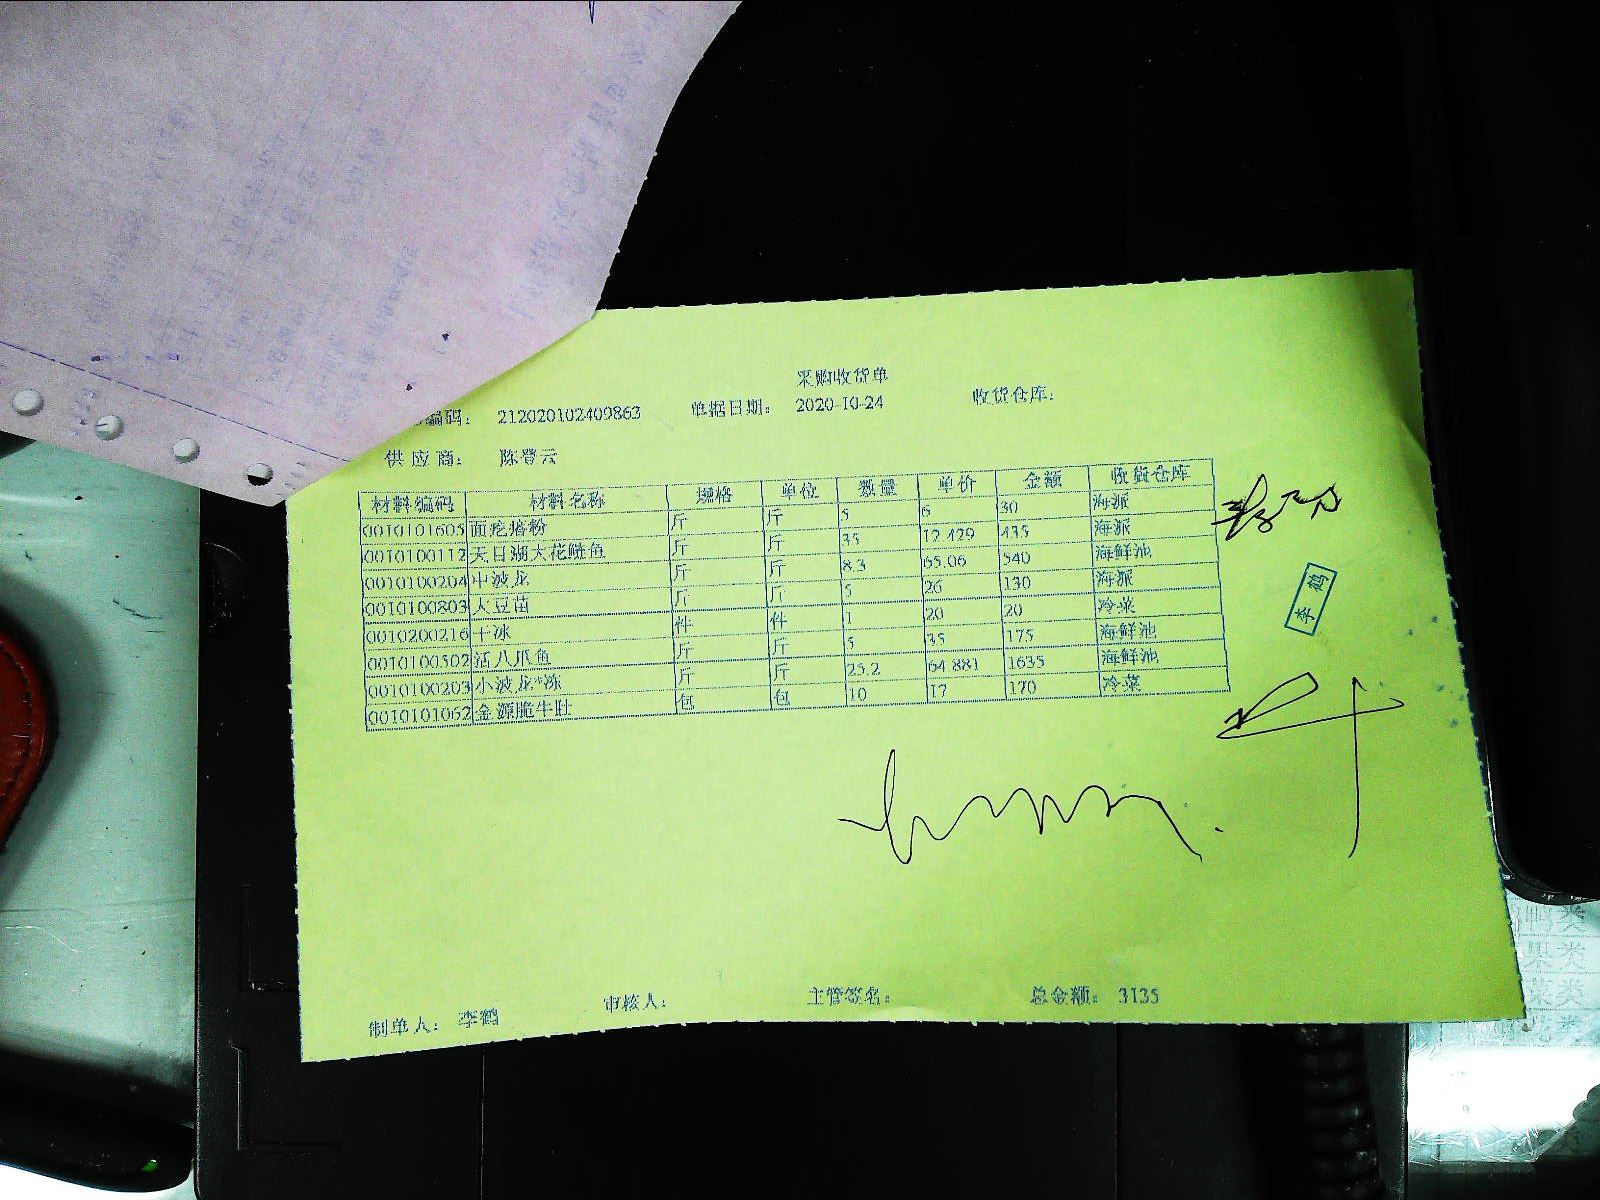 采购收货单
编码： 212020102409863 单据日期： 2020-10-24 收货仓库：
供应商： 陈登云
材料编码 材料名称 规格 单位 数量 单价 金额 收货仓库
0010101605 面疙瘩粉 斤 斤 5 6 30 海派
0010100112 天目湖大花鲢鱼 斤 斤 35 12.429 435 海派
0010100204 中波龙 斤 斤 8.3 65.06 540 海鲜池
0010100803 大豆苗 斤 斤 5 26 130 海派
0010200216 干冰 件 件 1 20 20 冷菜
0010100502 活八爪鱼 斤 斤 5 35 175 海鲜池
0010100203 小波龙*冻 斤 斤 25.2 64.881 1635 海鲜池
0010101062 金源脆牛肚 包 包 10 17 170 冷菜
李鹤
制单人： 李鹤 审核人： 主管签名： 总金额： 3135
果类
菜类